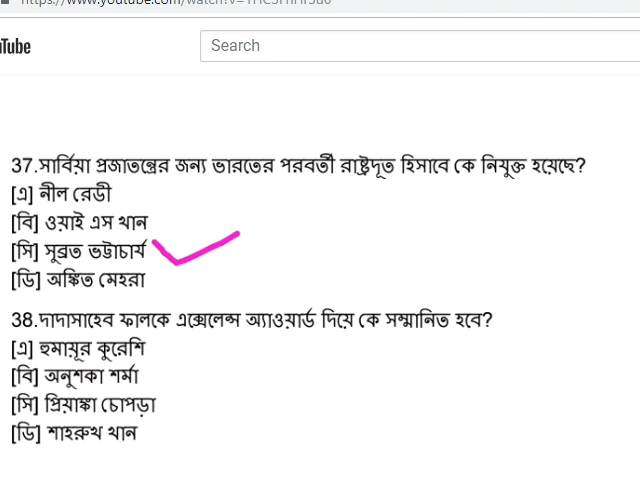 Tube
Search
37.সার্বিয়া প্রজাতন্ত্রের জন্য ভারতের পরবর্তী রাষ্ট্রদূত হিসাবে কে নিযুক্ত হয়েছে?
[এ] নীল রেডী
[বি] ওয়াই এস খান
[সি] সুব্রত ভট্টাচার্য
[ডি] অঙ্কিত মেহরা
38.দাদাসাহেব ফালকে এক্সেলেন্স অ্যাওয়ার্ড দিয়ে কে সম্মানিত হবে?
[এ] হুমায়ূর কুরেশি
[বি] অনুশকা শর্মা
[সি] প্রিয়াঙ্কা চোপড়া
[ডি] শাহরুখ খান